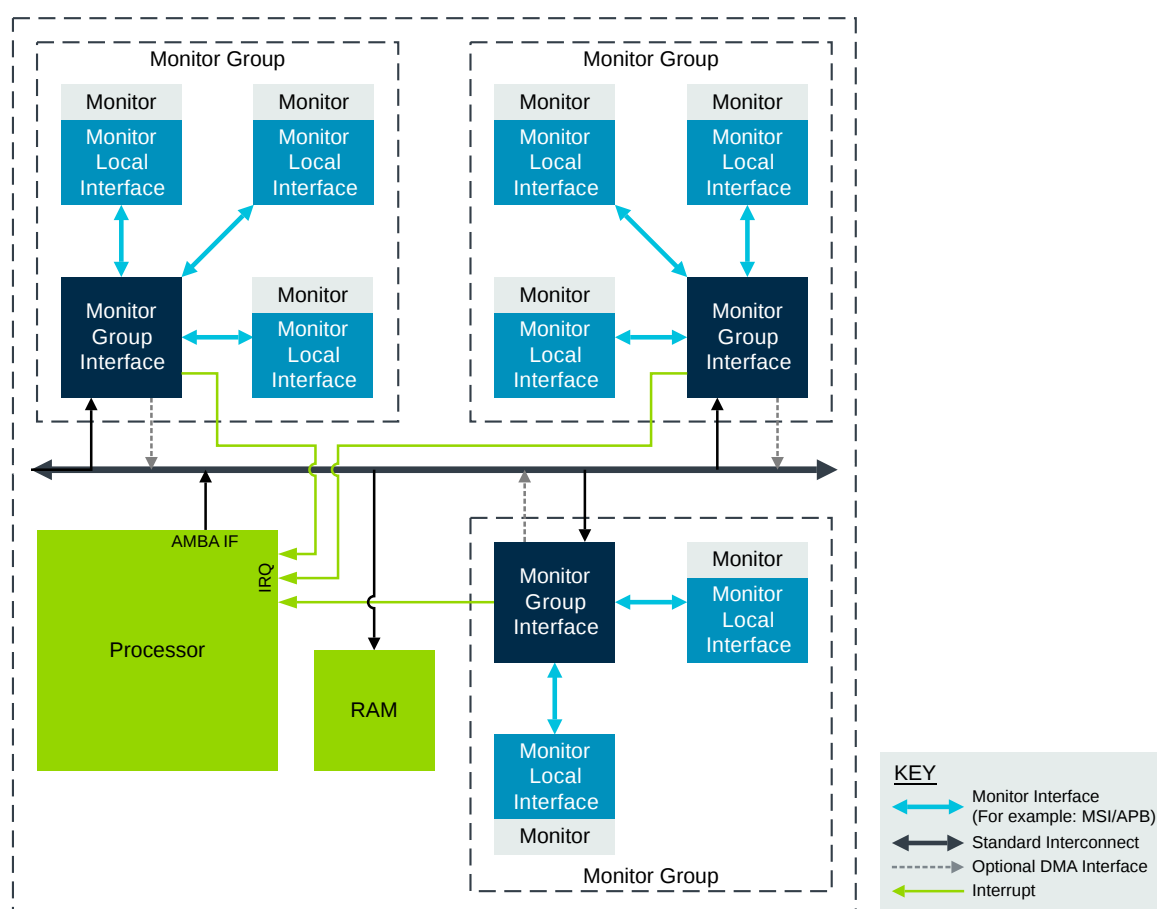 Monitor Group
Monitor
Monitor
Local
Interface
Monitor
Monitor
Local
Interface
Monitor
Group
Interface
Monitor
Monitor
Local
Interface
Monitor Group
Monitor
Monitor
Local
Interface
Monitor
Monitor
Local
Interface
Monitor
Monitor
Local
Interface
Monitor
Group
Interface
AMBA IF
IRQ
Processor
RAM
Monitor
Group
Interface
Monitor
Monitor
Local
Interface
Monitor
Local
Interface
Monitor
Monitor Group
KEY
Monitor Interface
(For example: MSI/APB)
Standard Interconnect
Optional DMA Interface
Interrupt